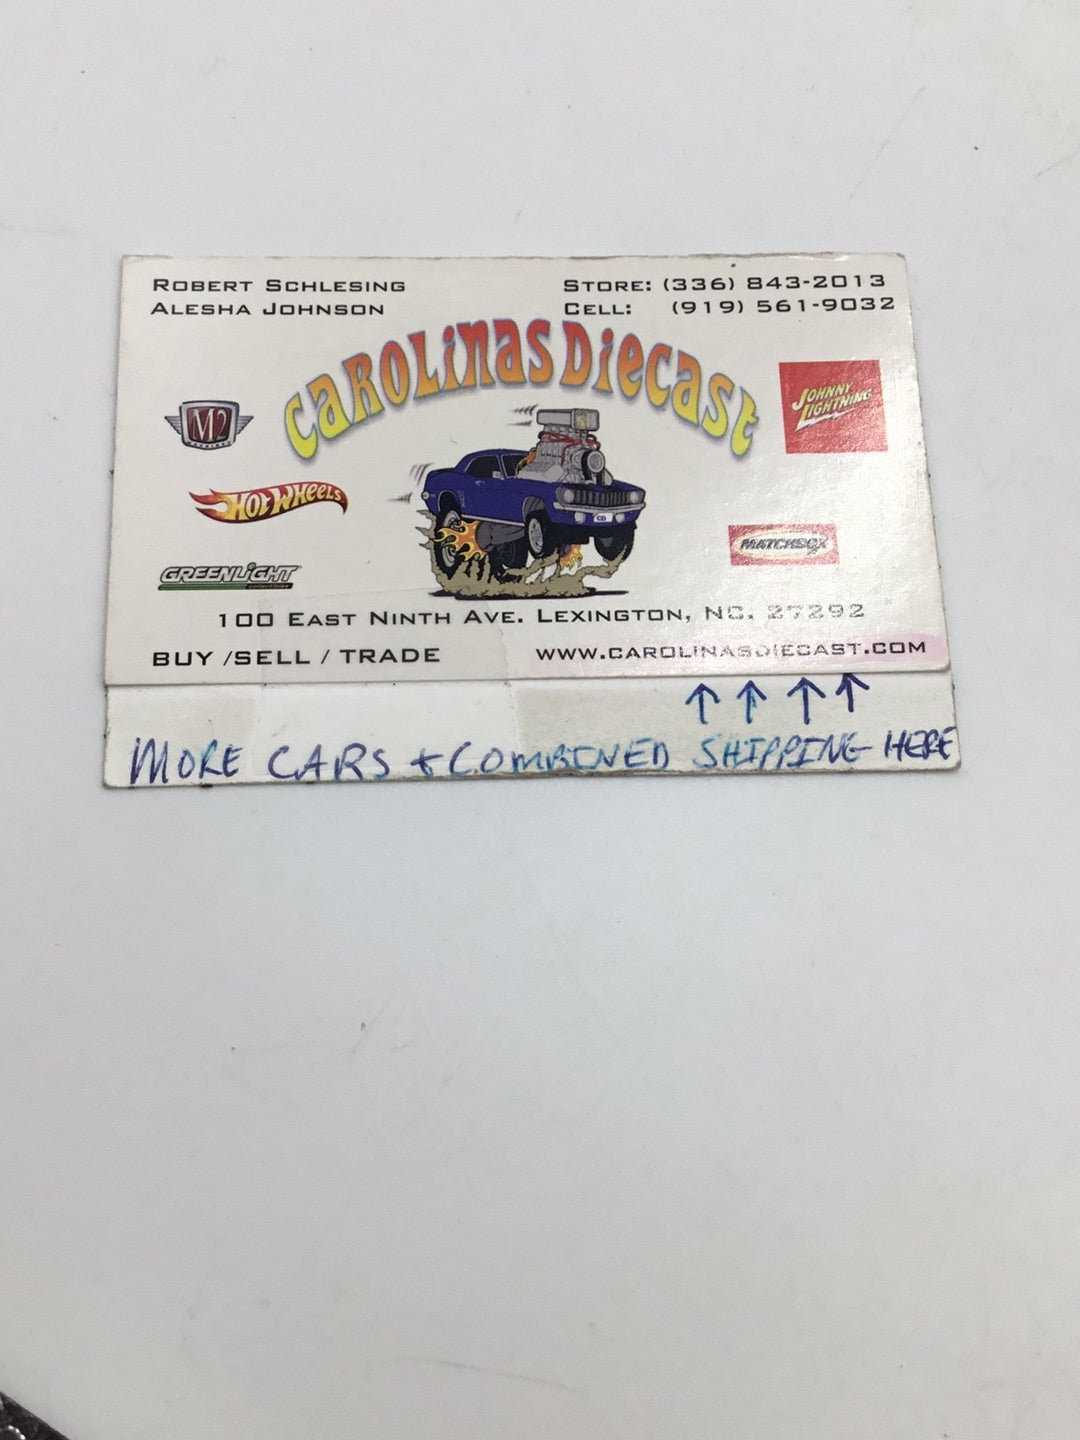 ROBERT SCHLESING
ALESHA JOHNSON
STORE: (336) 843-2013
CELL: (919) 561-9032
CAROLINAS DIECAST
M2
JOHNNY
LIGHTNING
HOT WHEELS
MATCHBOX
GREENLIGHT
CD
100 EAST NINTH AVE. LEXINGTON, NC. 27292
BUY /SELL / TRADE
WWW.CAROLINASDIECAST.COM
MORE CARS + COMBINED SHIPPING HERE